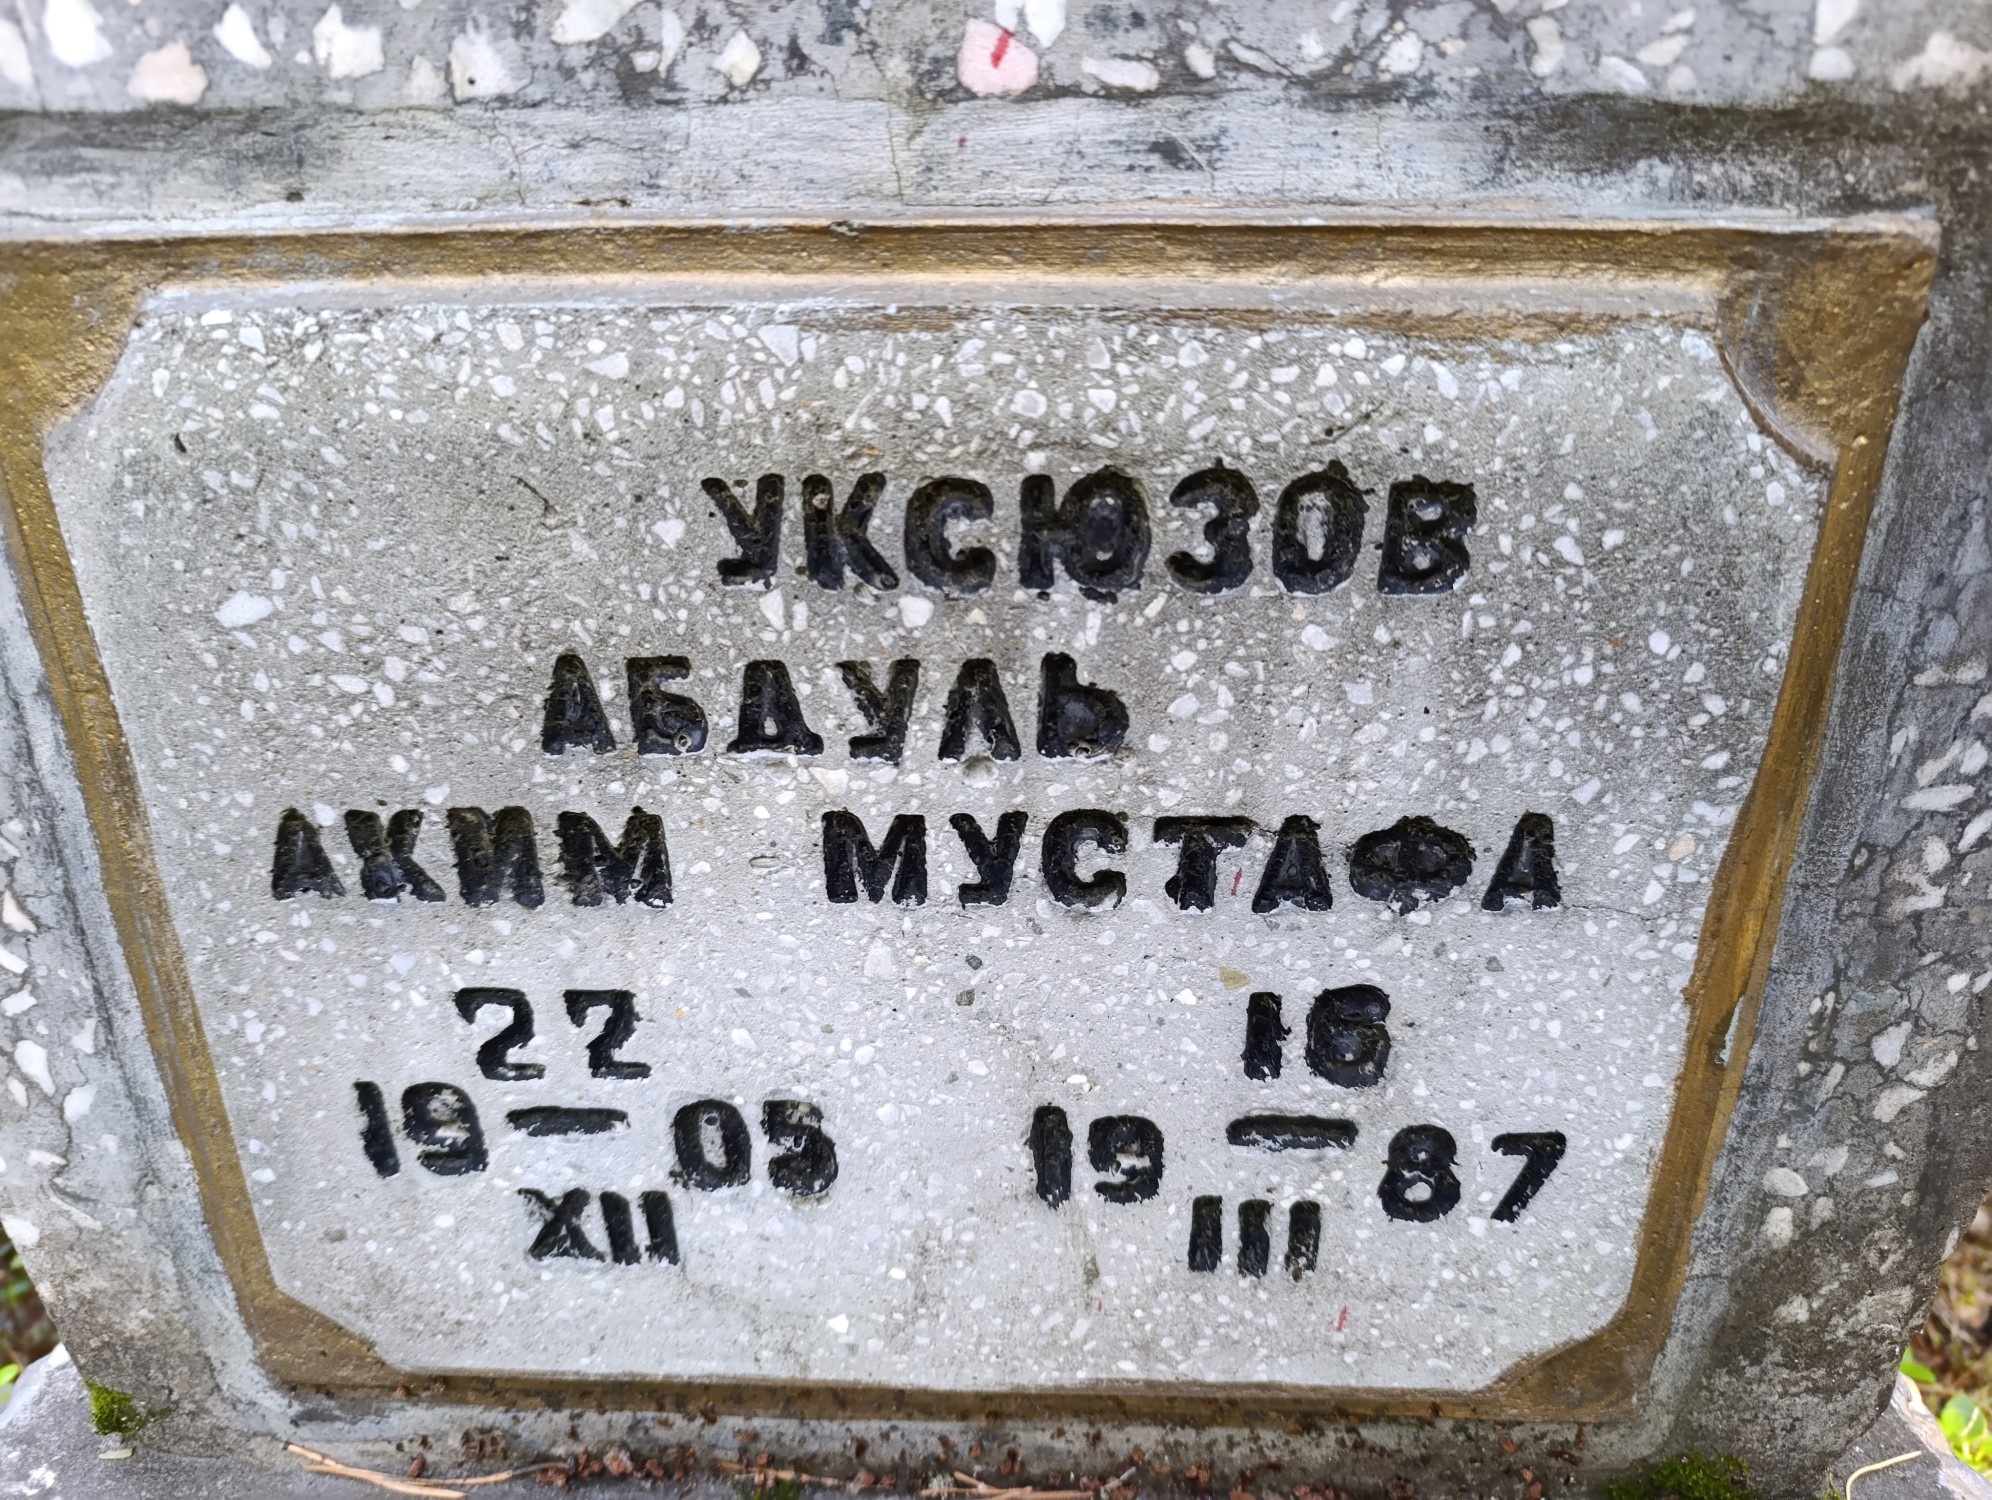 УКСЮЗОВ
АБДУЛЬ
АКИМ МУСТАФА
22 16
19—05 19—87
XII III